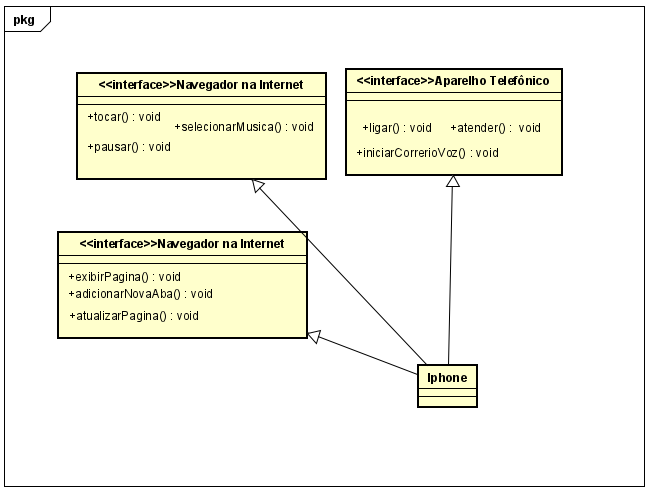 pkg
<<interface>>Navegador na Internet
+tocar() : void
+selecionarMusica() : void
+pausar() : void
<<interface>>Aparelho Telefônico
+ligar() : void
+atender() : void
+iniciarCorrerioVoz() : void
<<interface>>Navegador na Internet
+exibirPagina() : void
+adicionarNovaAba() : void
+atualizarPagina() : void
Iphone